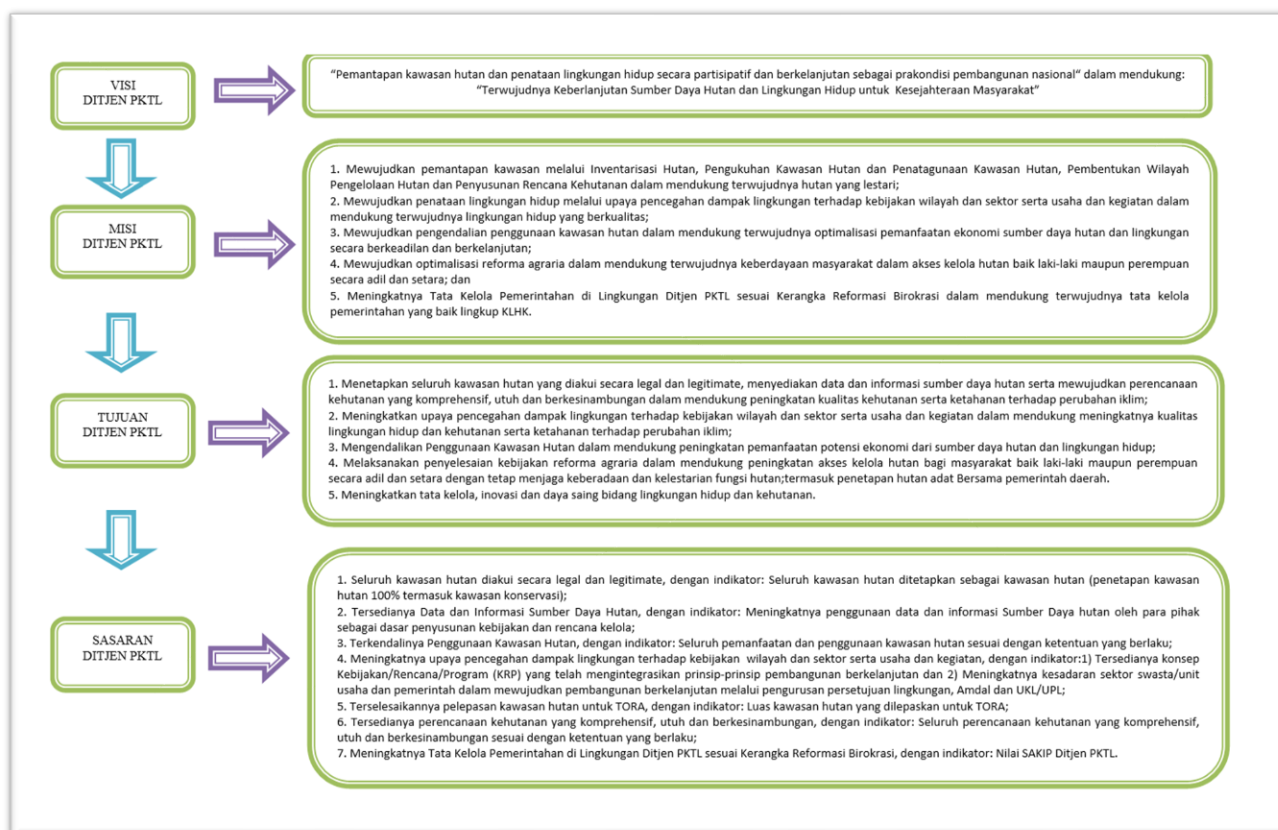 VISI
DITJEN PKTL
“Pemantapan kawasan hutan dan penataan lingkungan hidup secara partisipatif dan berkelanjutan sebagai prakondisi pembangunan nasional“ dalam mendukung:
“Terwujudnya Keberlanjutan Sumber Daya Hutan dan Lingkungan Hidup untuk Kesejahteraan Masyarakat”
MISI
DITJEN PKTL
1. Mewujudkan pemantapan kawasan melalui Inventarisasi Hutan, Pengukuhan Kawasan Hutan dan Penatagunaan Kawasan Hutan, Pembentukan Wilayah
Pengelolaan Hutan dan Penyusunan Rencana Kehutanan dalam mendukung terwujudnya hutan yang lestari;
2. Mewujudkan penataan lingkungan hidup melalui upaya pencegahan dampak lingkungan terhadap kebijakan wilayah dan sektor serta usaha dan kegiatan dalam
mendukung terwujudnya lingkungan hidup yang berkualitas;
3. Mewujudkan pengendalian penggunaan kawasan hutan dalam mendukung terwujudnya optimalisasi pemanfaatan ekonomi sumber daya hutan dan lingkungan
secara berkeadilan dan berkelanjutan;
4. Mewujudkan optimalisasi reforma agraria dalam mendukung terwujudnya keberdayaan masyarakat dalam akses kelola hutan baik laki-laki maupun perempuan
secara adil dan setara; dan
5. Meningkatnya Tata Kelola Pemerintahan di Lingkungan Ditjen PKTL sesuai Kerangka Reformasi Birokrasi dalam mendukung terwujudnya tata kelola
pemerintahan yang baik lingkup KLHK.
TUJUAN
DITJEN PKTL
1. Menetapkan seluruh kawasan hutan yang diakui secara legal dan legitimate, menyediakan data dan informasi sumber daya hutan serta mewujudkan perencanaan
kehutanan yang komprehensif, utuh dan berkesinambungan dalam mendukung peningkatan kualitas kehutanan serta ketahanan terhadap perubahan iklim;
2. Meningkatkan upaya pencegahan dampak lingkungan terhadap kebijakan wilayah dan sektor serta usaha dan kegiatan dalam mendukung meningkatnya kualitas
lingkungan hidup dan kehutanan serta ketahanan terhadap perubahan iklim;
3. Mengendalikan Penggunaan Kawasan Hutan dalam mendukung peningkatan pemanfaatan potensi ekonomi dari sumber daya hutan dan lingkungan hidup;
4. Melaksanakan penyelesaian kebijakan reforma agraria dalam mendukung peningkatan akses kelola hutan bagi masyarakat baik laki-laki maupun perempuan
secara adil dan setara dengan tetap menjaga keberadaan dan kelestarian fungsi hutan;termasuk penetapan hutan adat Bersama pemerintah daerah.
5. Meningkatkan tata kelola, inovasi dan daya saing bidang lingkungan hidup dan kehutanan.
SASARAN
DITJEN PKTL
1. Seluruh kawasan hutan diakui secara legal dan legitimate, dengan indikator: Seluruh kawasan hutan ditetapkan sebagai kawasan hutan (penetapan kawasan
hutan 100% termasuk kawasan konservasi);
2. Tersedianya Data dan Informasi Sumber Daya Hutan, dengan indikator: Meningkatnya penggunaan data dan informasi Sumber Daya hutan oleh para pihak
sebagai dasar penyusunan kebijakan dan rencana kelola;
3. Terkendalinya Penggunaan Kawasan Hutan, dengan indikator: Seluruh pemanfaatan dan penggunaan kawasan hutan sesuai dengan ketentuan yang berlaku;
4. Meningkatnya upaya pencegahan dampak lingkungan terhadap kebijakan wilayah dan sektor serta usaha dan kegiatan, dengan indikator:1) Tersedianya konsep
Kebijakan/Rencana/Program (KRP) yang telah mengintegrasikan prinsip-prinsip pembangunan berkelanjutan dan 2) Meningkatnya kesadaran sektor swasta/unit
usaha dan pemerintah dalam mewujudkan pembangunan berkelanjutan melalui pengurusan persetujuan lingkungan, Amdal dan UKL/UPL;
5. Terselesaikannya pelepasan kawasan hutan untuk TORA, dengan indikator: Luas kawasan hutan yang dilepaskan untuk TORA;
6. Tersedianya perencanaan kehutanan yang komprehensif, utuh dan berkesinambungan, dengan indikator: Seluruh perencanaan kehutanan yang komprehensif,
utuh dan berkesinambungan sesuai dengan ketentuan yang berlaku;
7. Meningkatnya Tata Kelola Pemerintahan di Lingkungan Ditjen PKTL sesuai Kerangka Reformasi Birokrasi, dengan indikator: Nilai SAKIP Ditjen PKTL.